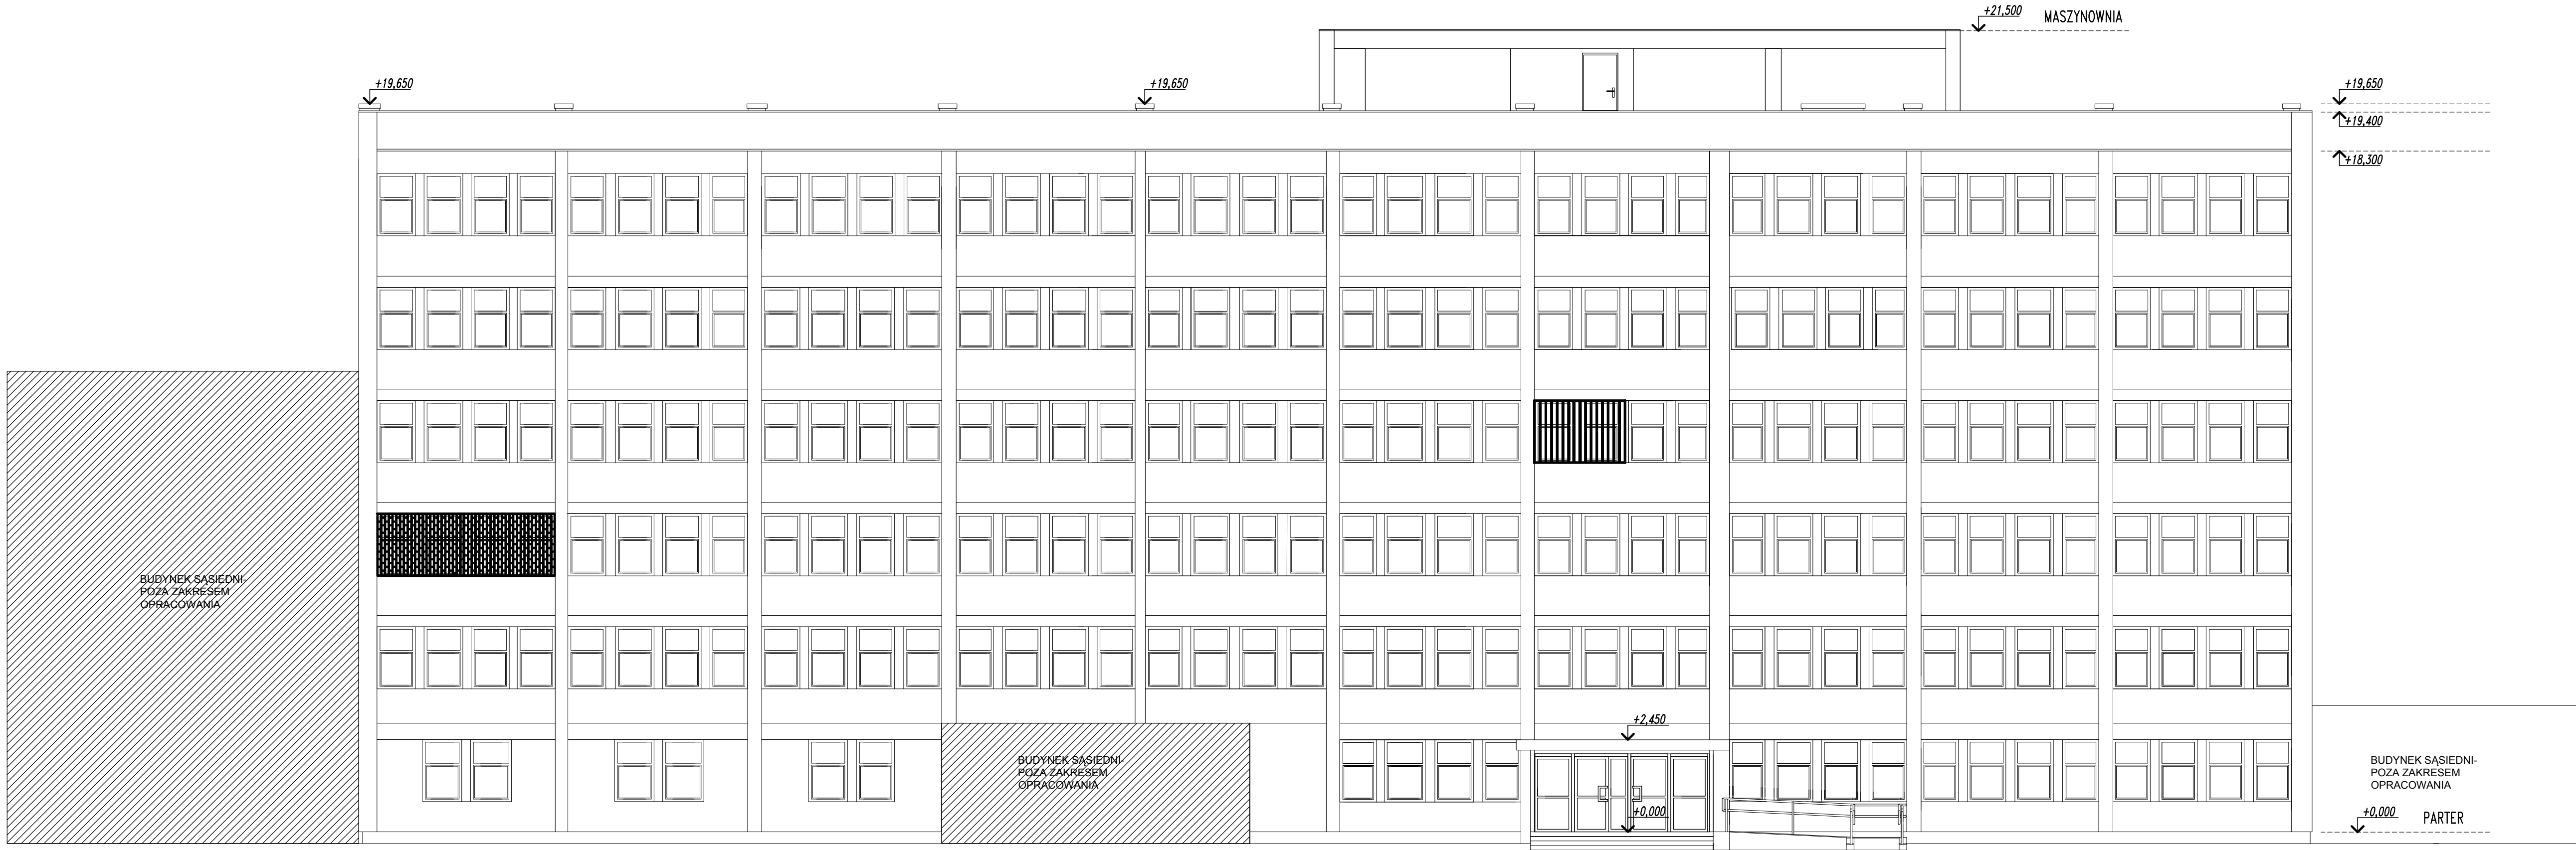 +21,500 MASZYNOWNIA
+19,650
+19,650
+19,650
+19,400
+18,300
BUDYNEK SĄSIEDNI-
POZA ZAKRESEM
OPRACOWANIA
+2,450
BUDYNEK SĄSIEDNI-
POZA ZAKRESEM
OPRACOWANIA
BUDYNEK SĄSIEDNI-
POZA ZAKRESEM
OPRACOWANIA
+0,000
+0,000 PARTER